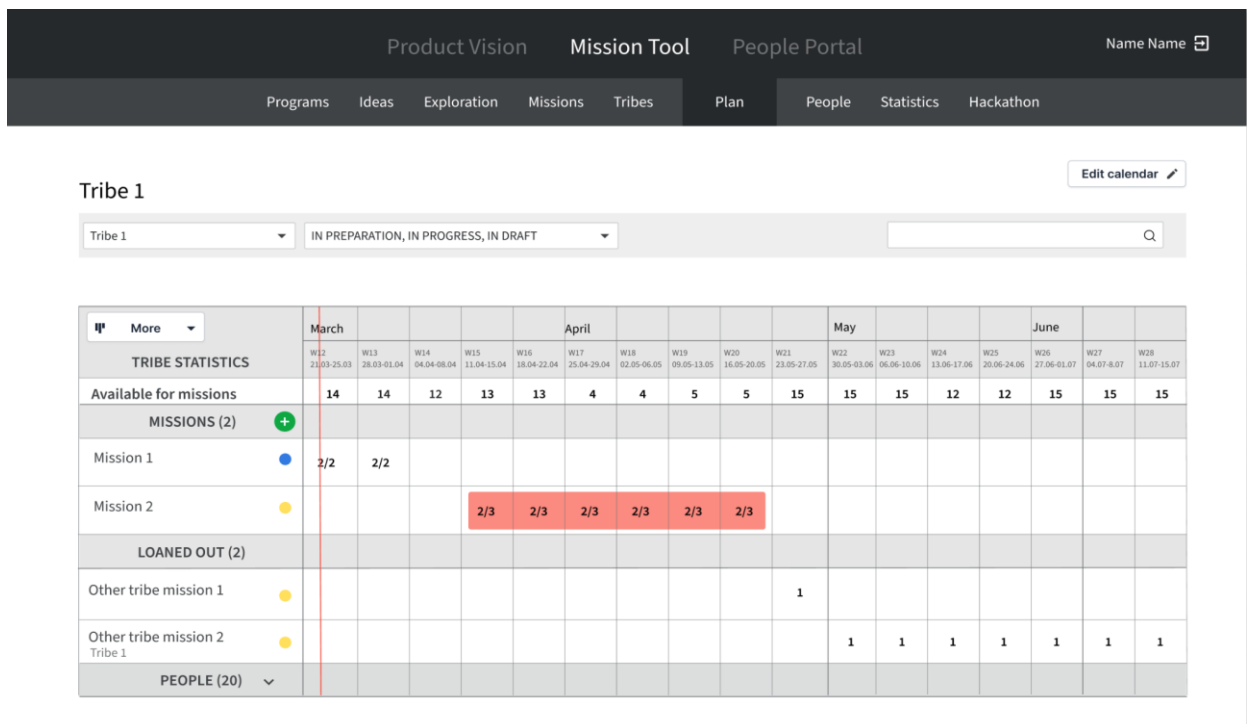 Product Vision Mission Tool People Portal Name Name
Programs Ideas Exploration Missions Tribes Plan People Statistics Hackathon
Edit calendar
Tribe 1
Tribe 1 IN PREPARATION, IN PROGRESS, IN DRAFT
More March April May June
TRIBE STATISTICS W12 W13 W14 W15 W16 W17 W18 W19 W20 W21 W22 W23 W24 W25 W26 W27 W28
21.03-25.03 28.03-01.04 04.04-08.04 11.04-15.04 18.04-22.04 25.04-29.04 02.05-06.05 09.05-13.05 16.05-20.05 23.05-27.05 30.05-03.06 06.06-10.06 13.06-17.06 20.06-24.06 27.06-01.07 04.07-8.07 11.07-15.07
Available for missions 14 14 12 13 13 4 4 5 5 15 15 15 12 12 15 15 15
MISSIONS (2)
Mission 1 2/2 2/2
Mission 2 2/3 2/3 2/3 2/3 2/3 2/3
LOANED OUT (2)
Other tribe mission 1 1
Other tribe mission 2 1 1 1 1 1 1 1
Tribe 1
PEOPLE (20)